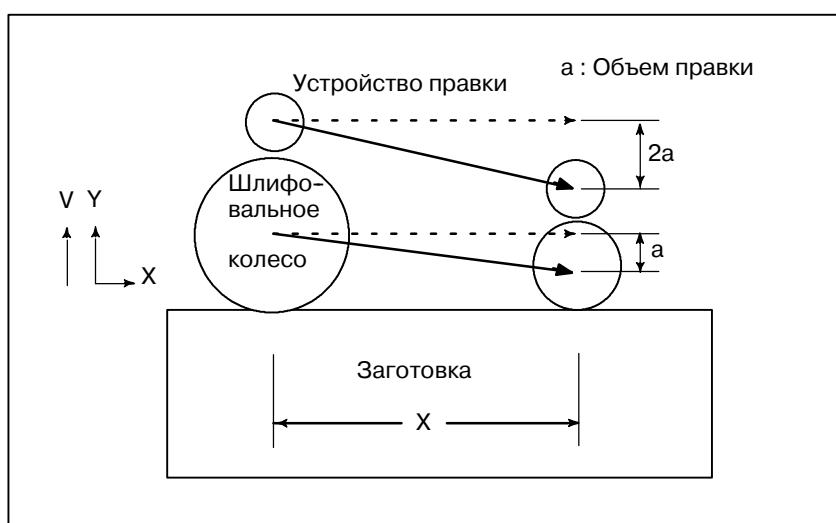 a : Объем правки
Устройство правки
2a
Шлифо-
вальное
колесо
V Y
X
a
Заготовка
X